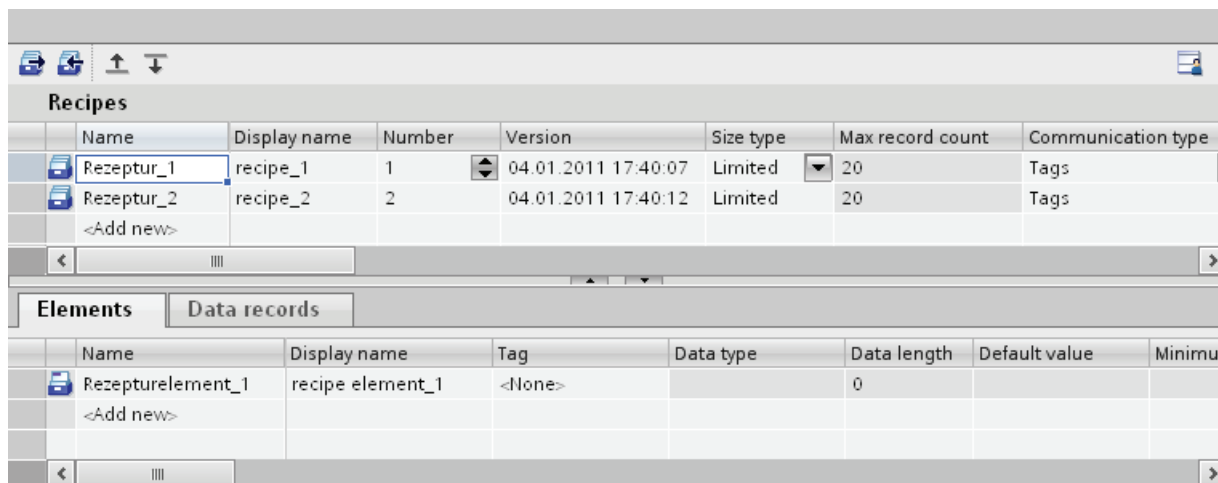 Recipes
Name Display name Number Version Size type Max record count Communication type
Rezeptur_1 recipe_1 1 04.01.2011 17:40:07 Limited 20 Tags
Rezeptur_2 recipe_2 2 04.01.2011 17:40:12 Limited 20 Tags
<Add new>
Elements Data records
Name Display name Tag Data type Data length Default value Minimu
Rezepturelement_1 recipe element_1 <None> 0
<Add new>